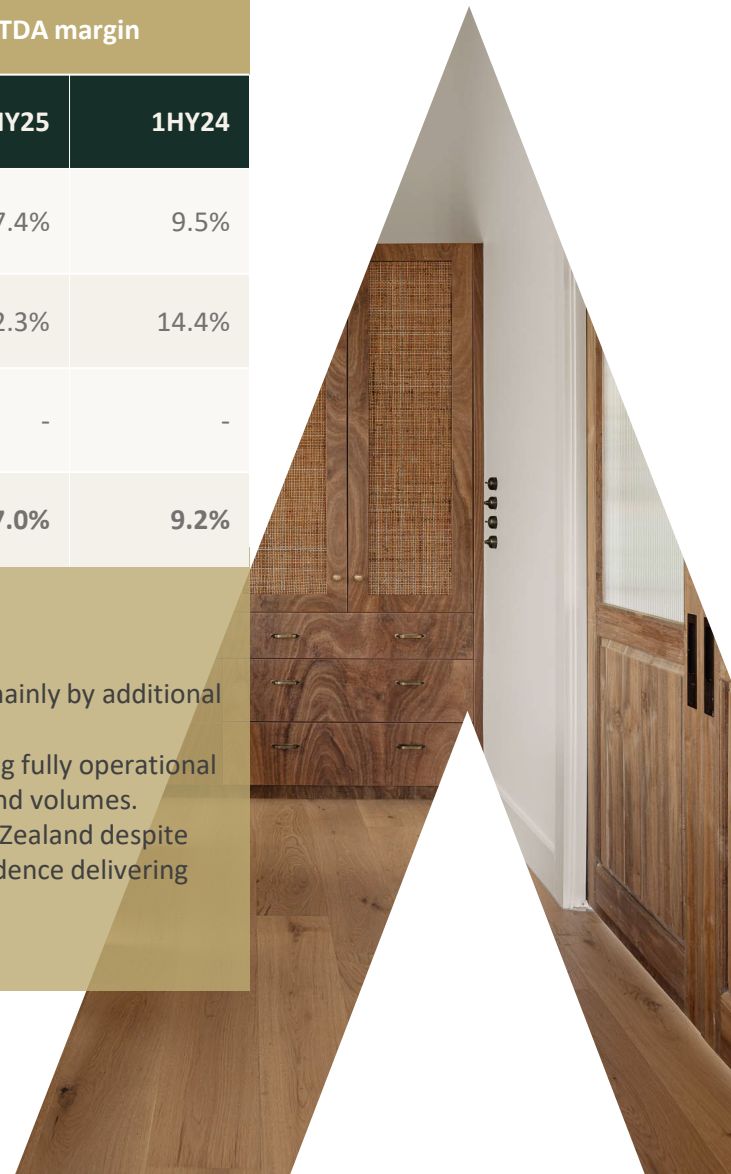 TDA margin
HY25 1HY24
7.4% 9.5%
2.3% 14.4%
- -
7.0% 9.2%
ainly by additional
g fully operational
nd volumes.
Zealand despite
dence delivering